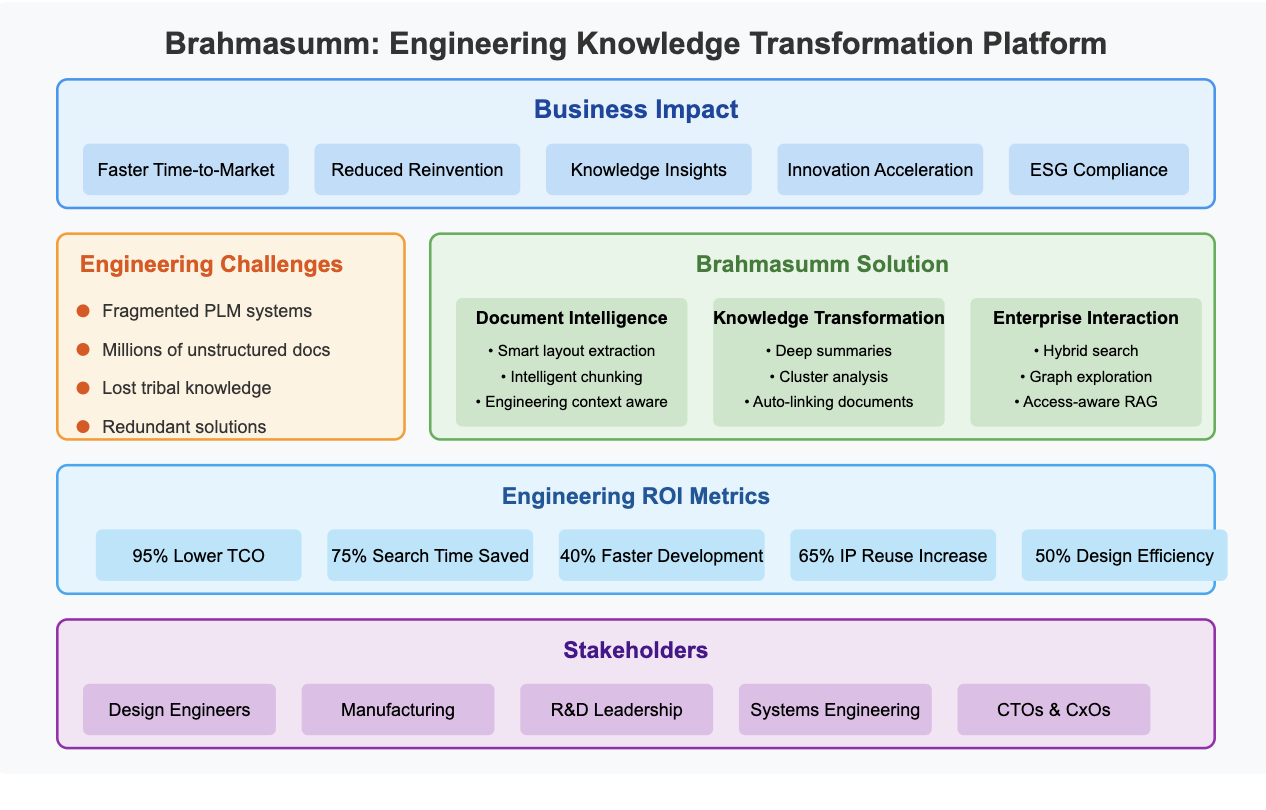 Brahmasumm: Engineering Knowledge Transformation Platform
Business Impact
Faster Time-to-Market
Reduced Reinvention
Knowledge Insights
Innovation Acceleration
ESG Compliance
Engineering Challenges
Fragmented PLM systems
Millions of unstructured docs
Lost tribal knowledge
Redundant solutions
Brahmasumm Solution
Document Intelligence
• Smart layout extraction
• Intelligent chunking
• Engineering context aware
Knowledge Transformation
• Deep summaries
• Cluster analysis
• Auto-linking documents
Enterprise Interaction
• Hybrid search
• Graph exploration
• Access-aware RAG
Engineering ROI Metrics
95% Lower TCO
75% Search Time Saved
40% Faster Development
65% IP Reuse Increase
50% Design Efficiency
Stakeholders
Design Engineers
Manufacturing
R&D Leadership
Systems Engineering
CTOs & CxOs